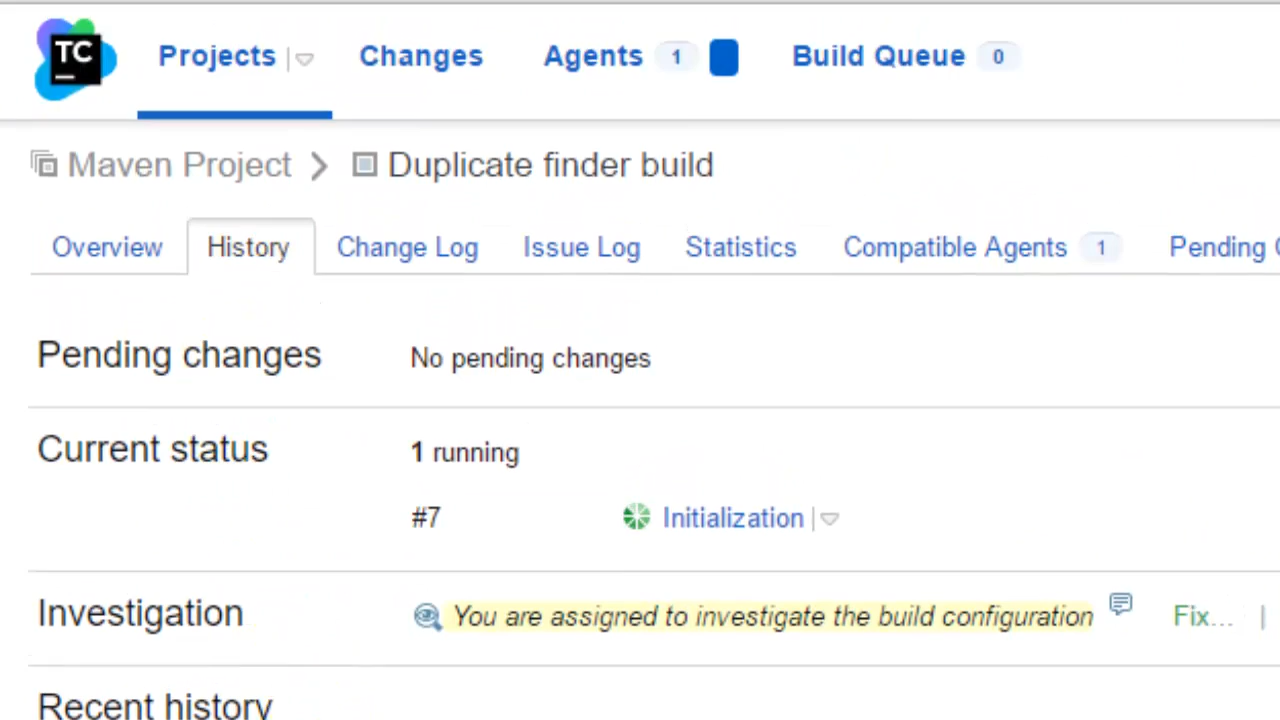 TC
Projects Changes Agents 1 Build Queue 0
Maven Project Duplicate finder build
Overview History Change Log Issue Log Statistics Compatible Agents 1 Pending
Pending changes No pending changes
Current status 1 running
#7 Initialization
Investigation You are assigned to investigate the build configuration Fix...
Recent history